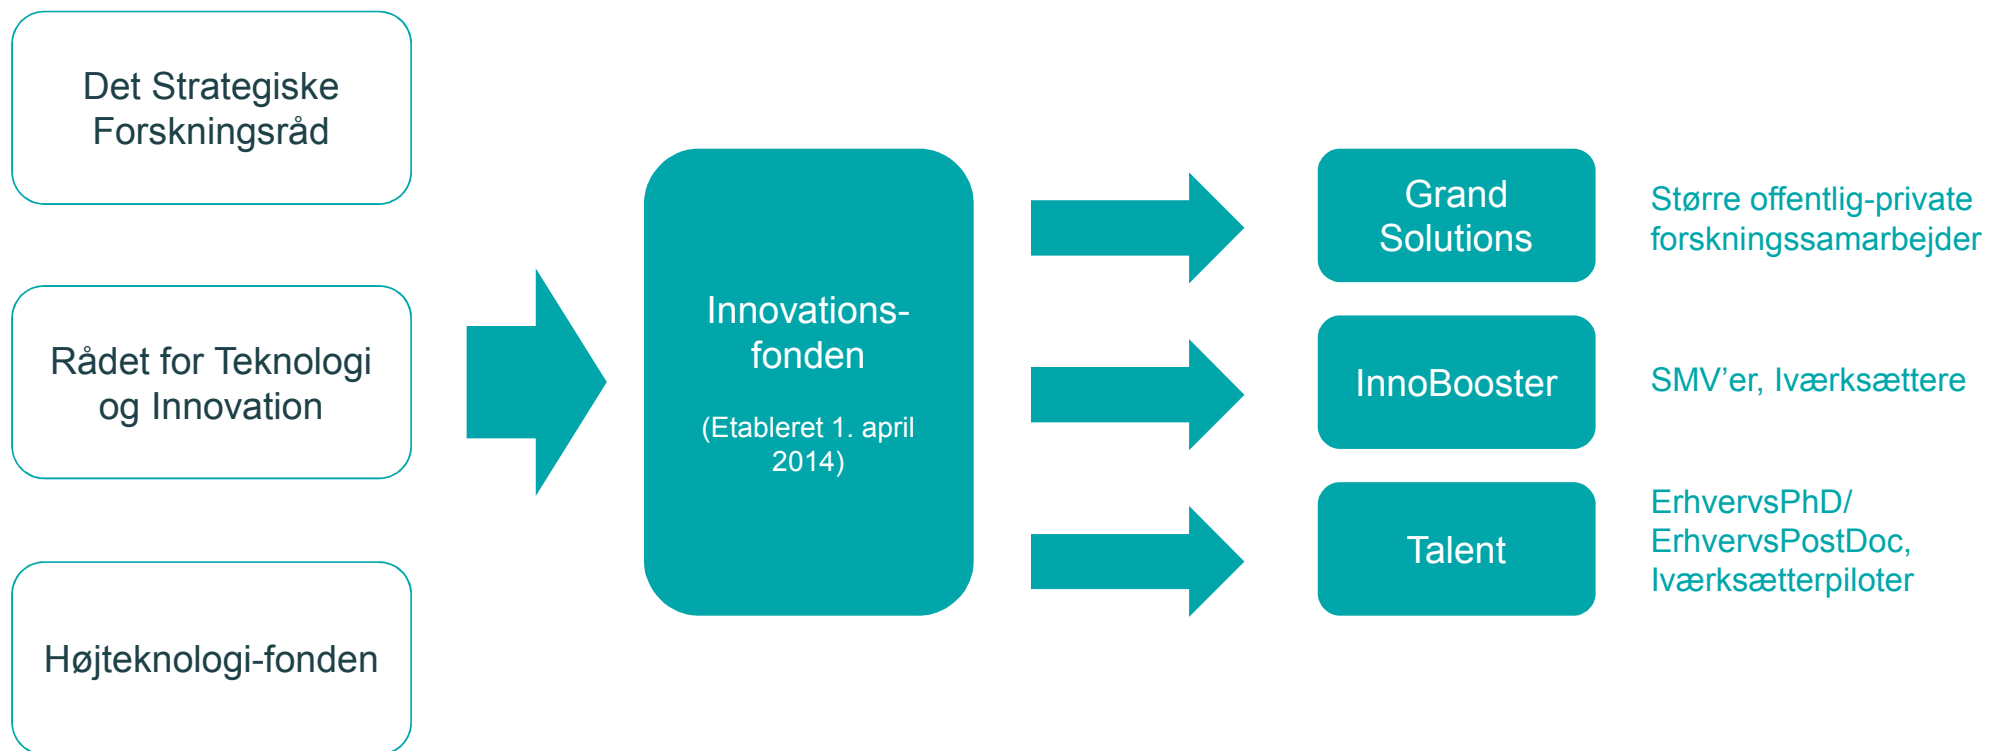 Det Strategiske
Forskningsråd
Rådet for Teknologi
og Innovation
Højteknologi-fonden
Innovations-
fonden
(Etableret 1. april
2014)
Grand
Solutions
Større offentlig-private
forskningssamarbejder
InnoBooster
SMV’er, Iværksættere
Talent
ErhvervsPhD/
ErhvervsPostDoc,
Iværksætterpiloter